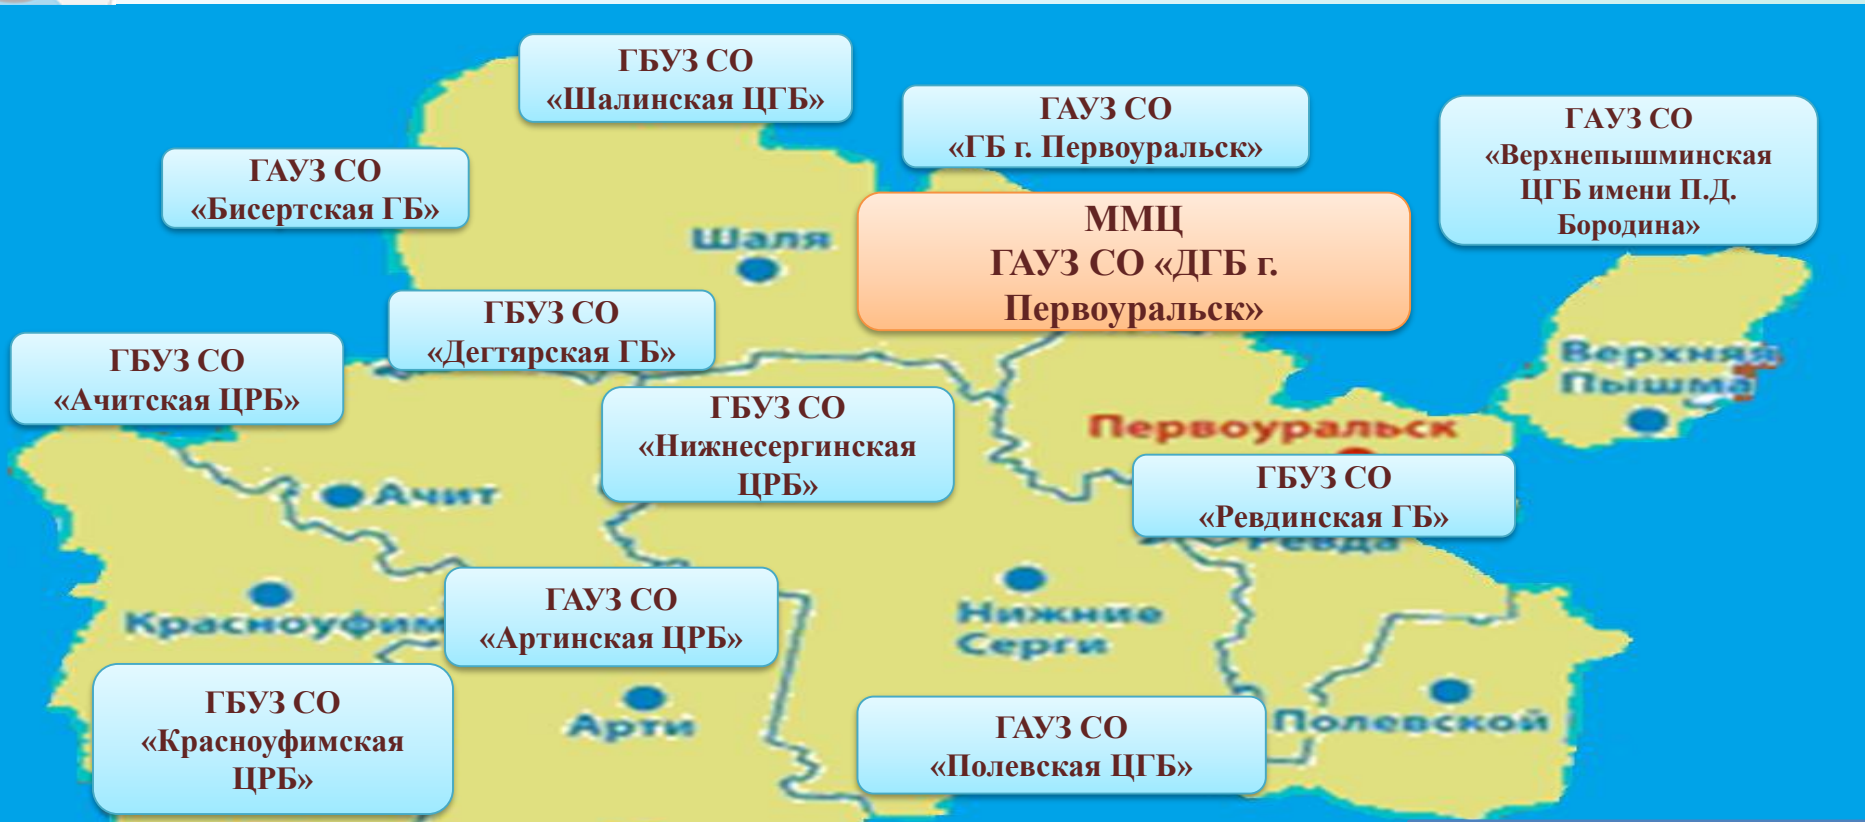 ГБУЗ СО
«Шалинская ЦГБ»
ГАУЗ СО
«ГБ г. Первоуральск»
ГАУЗ СО
«Верхнепышминская
ЦГБ имени П.Д.
Бородина»
ГАУЗ СО
«Бисертская ГБ»
ММЦ
ГАУЗ СО «ДГБ г.
Первоуральск»
Шаля
ГБУЗ СО
«Дегтярская ГБ»
ГБУЗ СО
«Ачитская ЦРБ»
Верхняя
Пышма
ГБУЗ СО
«Нижнесергинская
ЦРБ»
Первоуральск
ГБУЗ СО
«Ревдинская ГБ»
Ачит
Ревда
ГАУЗ СО
«Артинская ЦРБ»
Красноуфим
Нижние
Серги
ГБУЗ СО
«Красноуфимская
ЦРБ»
Арти
ГАУЗ СО
«Полевская ЦГБ»
Полевской